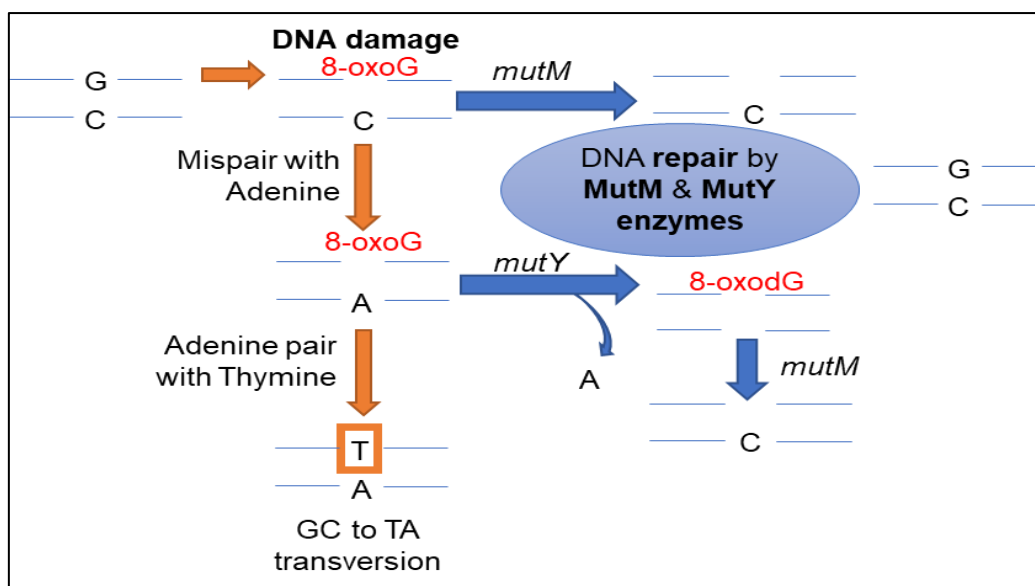 DNA damage
G
8-oxoG
mutM
C
C
C
Mispair with
Adenine
DNA repair by
MutM & MutY
enzymes
G
C
8-oxoG
mutY
8-oxodG
A
Adenine pair
with Thymine
A
mutM
T
C
A
GC to TA
transversion